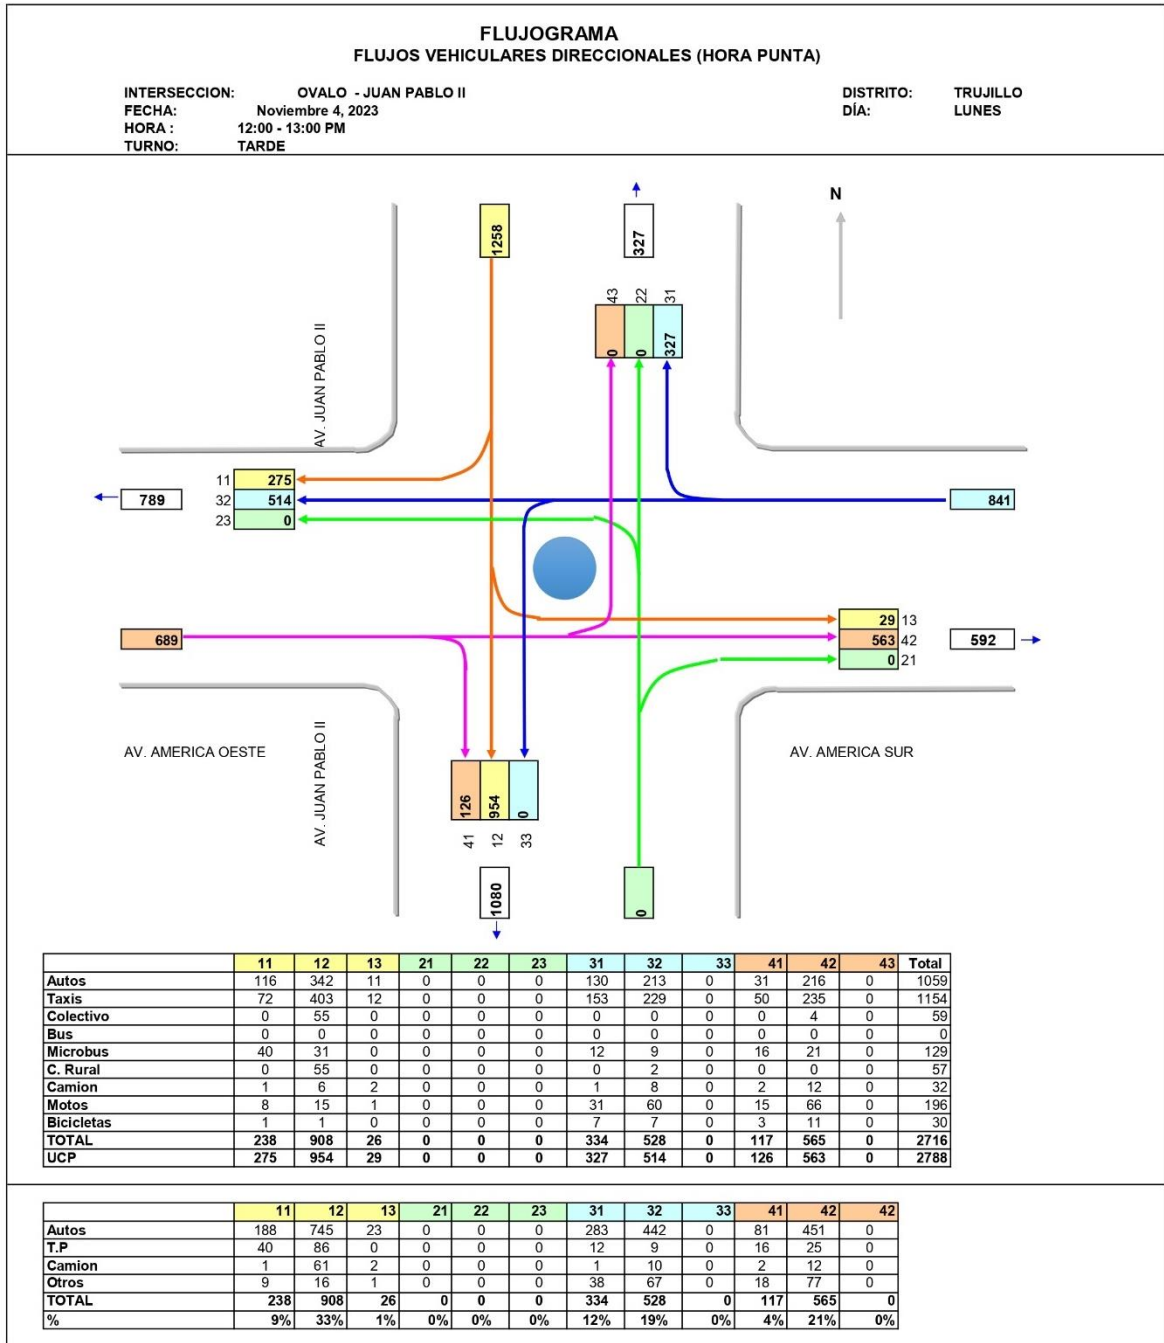 FLUJOGRAMA
FLUJOS VEHICULARES DIRECCIONALES (HORA PUNTA)
INTERSECCION: OVALO - JUAN PABLO II DISTRITO: TRUJILLO
FECHA: Noviembre 4, 2023 DÍA: LUNES
HORA : 12:00 - 13:00 PM
TURNO: TARDE
N
1258
327
43 22 31
0 0 327
AV. JUAN PABLO II
11 275
789 32 514 841
23 0
29 13
689 563 42 592
0 21
AV. AMERICA OESTE AV. JUAN PABLO II AV. AMERICA SUR
126 954 0
41 12 33
1080 0
11 12 13 21 22 23 31 32 33 41 42 43 Total
Autos 116 342 11 0 0 0 130 213 0 31 216 0 1059
Taxis 72 403 12 0 0 0 153 229 0 50 235 0 1154
Colectivo 0 55 0 0 0 0 0 0 0 0 4 0 59
Bus 0 0 0 0 0 0 0 0 0 0 0 0 0
Microbus 40 31 0 0 0 0 12 9 0 16 21 0 129
C. Rural 0 55 0 0 0 0 0 2 0 0 0 0 57
Camion 1 6 2 0 0 0 1 8 0 2 12 0 32
Motos 8 15 1 0 0 0 31 60 0 15 66 0 196
Bicicletas 1 1 0 0 0 0 7 7 0 3 11 0 30
TOTAL 238 908 26 0 0 0 334 528 0 117 565 0 2716
UCP 275 954 29 0 0 0 327 514 0 126 563 0 2788
11 12 13 21 22 23 31 32 33 41 42 42
Autos 188 745 23 0 0 0 283 442 0 81 451 0
T.P 40 86 0 0 0 0 12 9 0 16 25 0
Camion 1 61 2 0 0 0 1 10 0 2 12 0
Otros 9 16 1 0 0 0 38 67 0 18 77 0
TOTAL 238 908 26 0 0 0 334 528 0 117 565 0
% 9% 33% 1% 0% 0% 0% 12% 19% 0% 4% 21% 0%